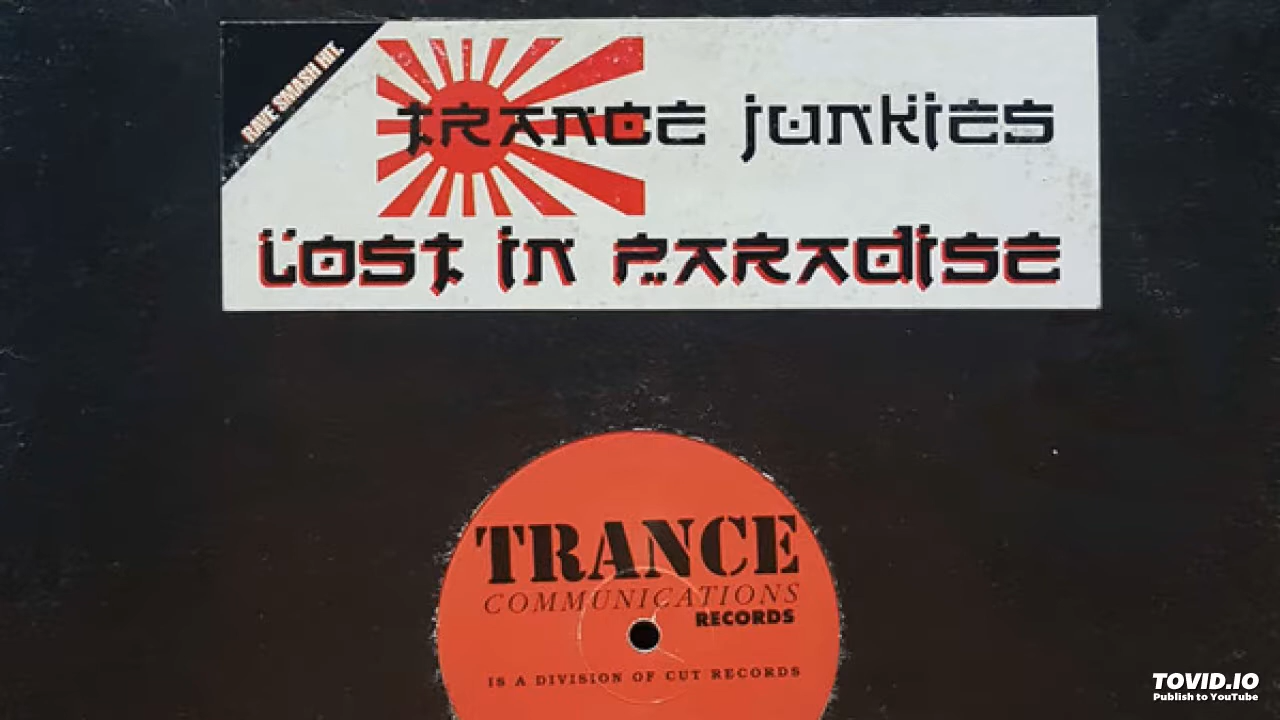 RAVE SMASH HIT.
TRANCE JUNKIES
LOST IN PARADISE
TRANCE
COMMUNICATIONS
RECORDS
IS A DIVISION OF CUT RECORDS
TOVID.IO
Publish to YouTube